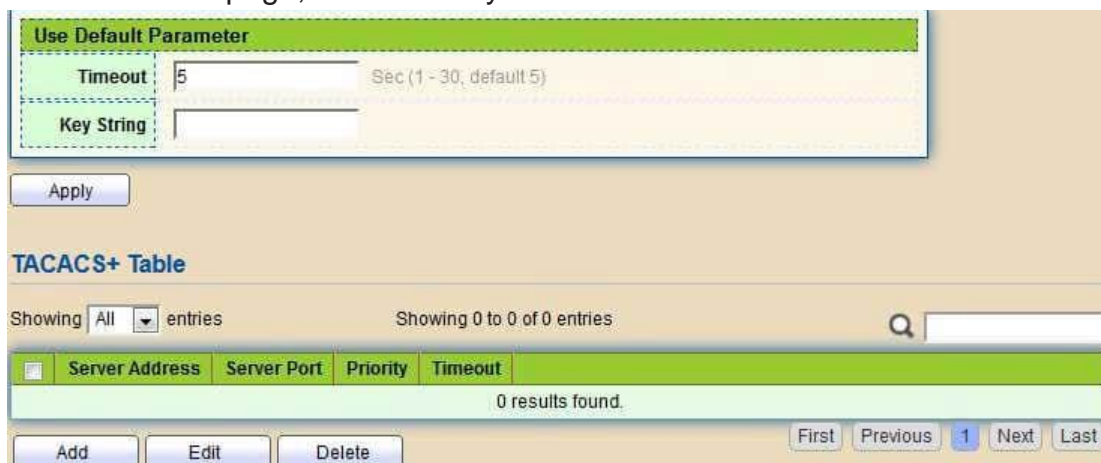 Use Default Parameter
Timeout 5 Sec (1 - 30, default 5)
Key String
Apply
TACACS+ Table
Showing All entries Showing 0 to 0 of 0 entries
Server Address Server Port Priority Timeout
0 results found.
First Previous 1 Next Last
Add Edit Delete